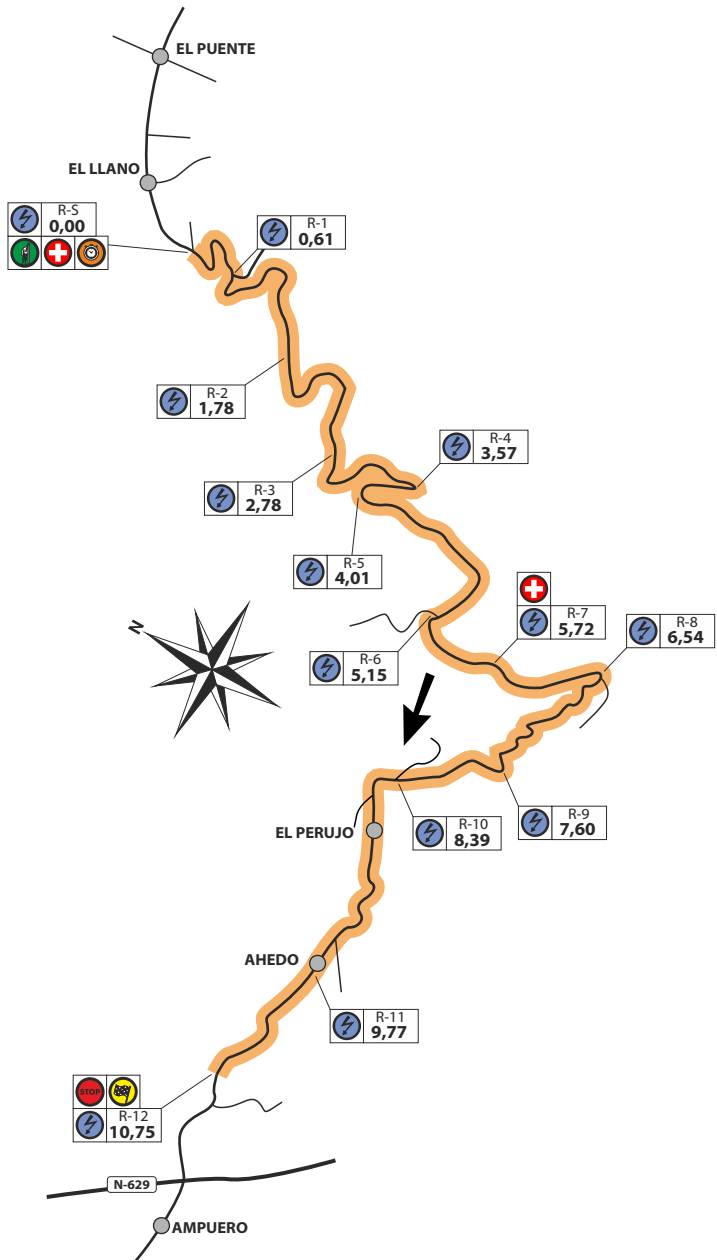 EL PUENTE
EL LLANO
R-S
0,00
R-1
0,61
R-2
1,78
R-4
3,57
R-3
2,78
R-5
4,01
R-7
5,72
R-8
6,54
N
R-6
5,15
R-9
7,60
R-10
8,39
EL PERUJO
AHEDO
R-11
9,77
STOP
R-12
10,75
N-629
AMPUERO